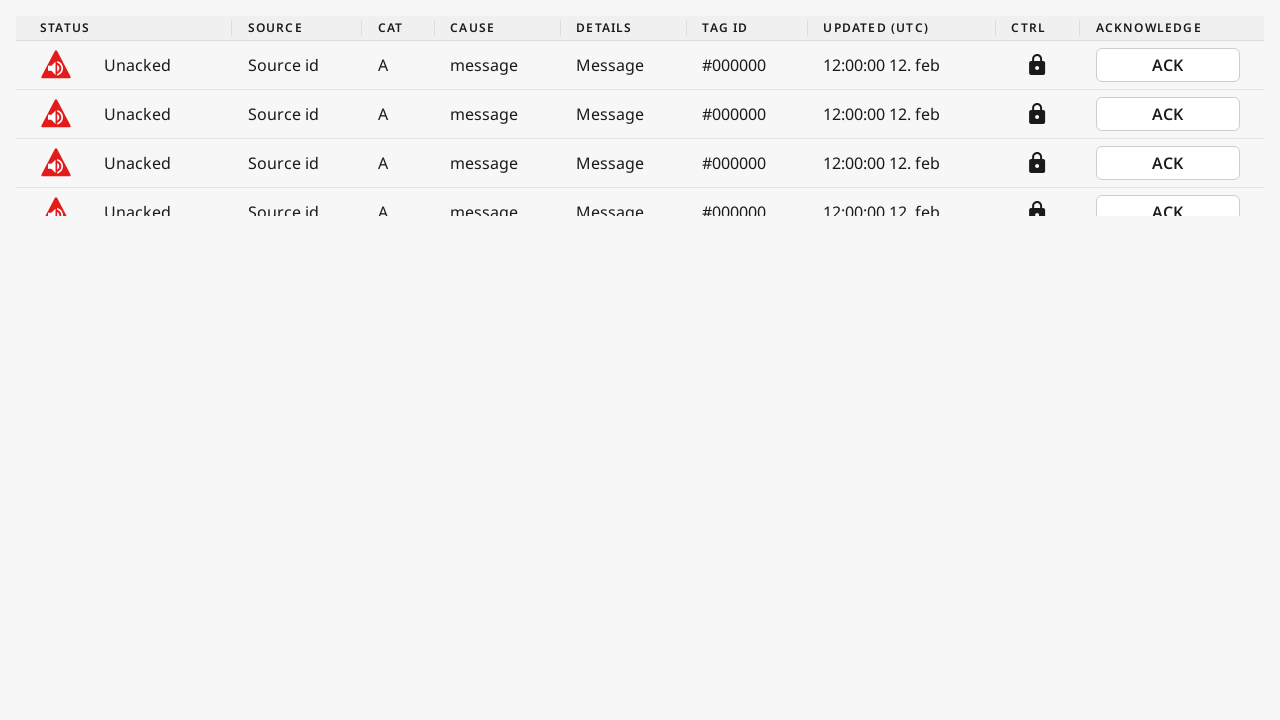 STATUS SOURCE CAT CAUSE DETAILS TAG ID UPDATED (UTC) CTRL ACKNOWLEDGE
Unacked Source id A message Message #000000 12:00:00 12. feb ACK
Unacked Source id A message Message #000000 12:00:00 12. feb ACK
Unacked Source id A message Message #000000 12:00:00 12. feb ACK
Unacked Source id A message Message #000000 12:00:00 12. feb ACK